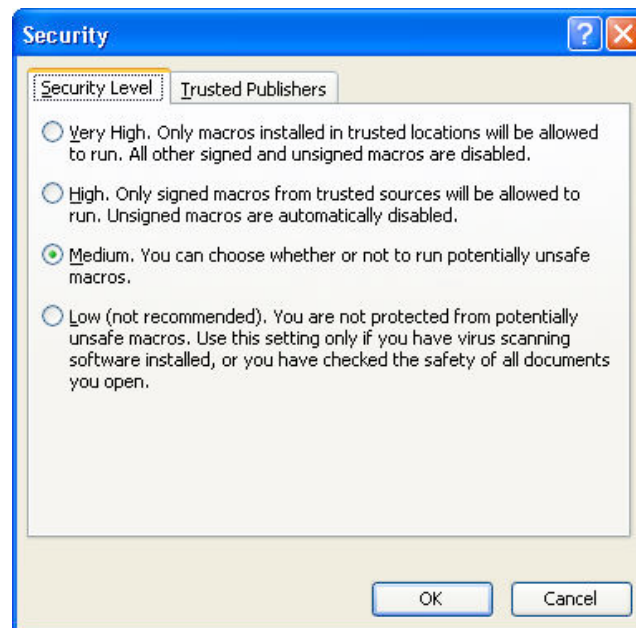 Security
Security Level
Trusted Publishers
Very High. Only macros installed in trusted locations will be allowed
to run. All other signed and unsigned macros are disabled.
High. Only signed macros from trusted sources will be allowed to
run. Unsigned macros are automatically disabled.
Medium. You can choose whether or not to run potentially unsafe
macros.
Low (not recommended). You are not protected from potentially
unsafe macros. Use this setting only if you have virus scanning
software installed, or you have checked the safety of all documents
you open.
OK
Cancel